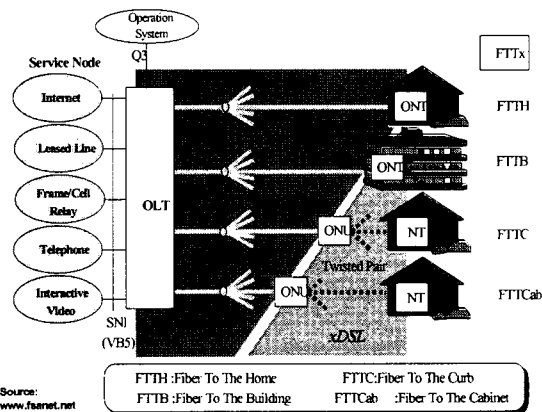 Operation
System
Q3
FTTx
Service Node
Internet
ONT
FTTH
Leased Line
ONT
FTTB
Frame/Cell
Relay
OLT
ONU
NT
FTTC
Telephone
Twisted Pair
Interactive
Video
ONU
NT
FTTCab
SNI
(VB5)
xDSL
FTTH :Fiber To The Home
FTTC:Fiber To The Curb
FTTB :Fiber To The Building
FTTCab :Fiber To The Cabinet
Source:
www.fsanet.net